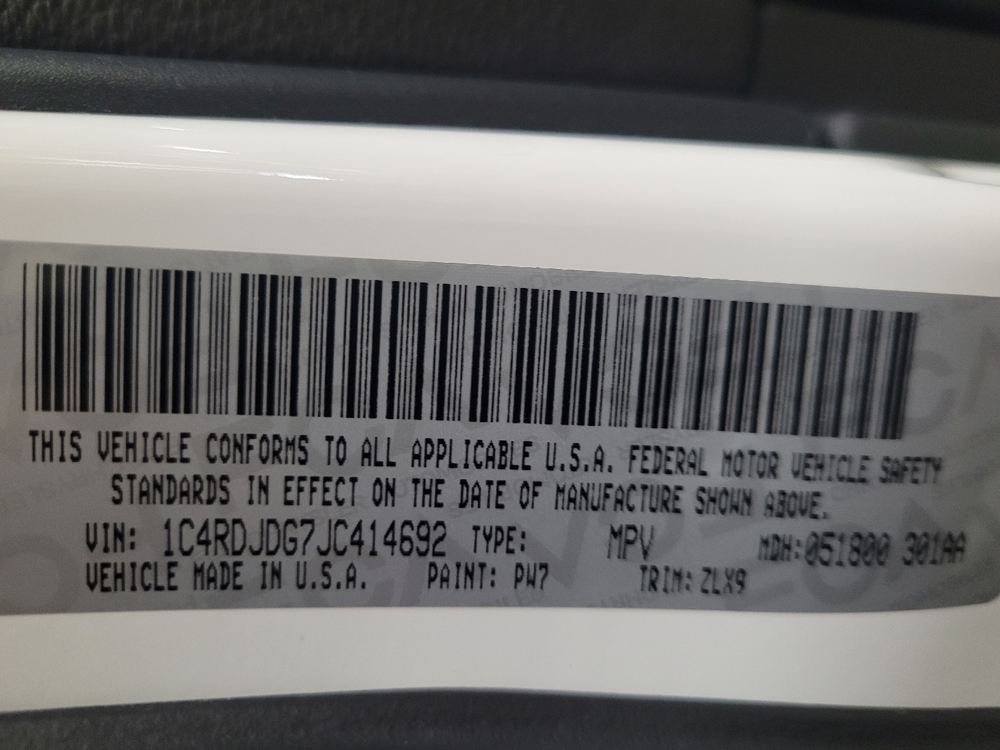 THIS VEHICLE CONFORMS TO ALL APPLICABLE U.S.A. FEDERAL MOTOR VEHICLE SAFETY
STANDARDS IN EFFECT ON THE DATE OF MANUFACTURE SHOWN ABOVE.
VIN: 1C4RDJDG7JC414692 TYPE: MPV MDH:051800 301AA
VEHICLE MADE IN U.S.A. PAINT: PW7 TRIM: ZLX9